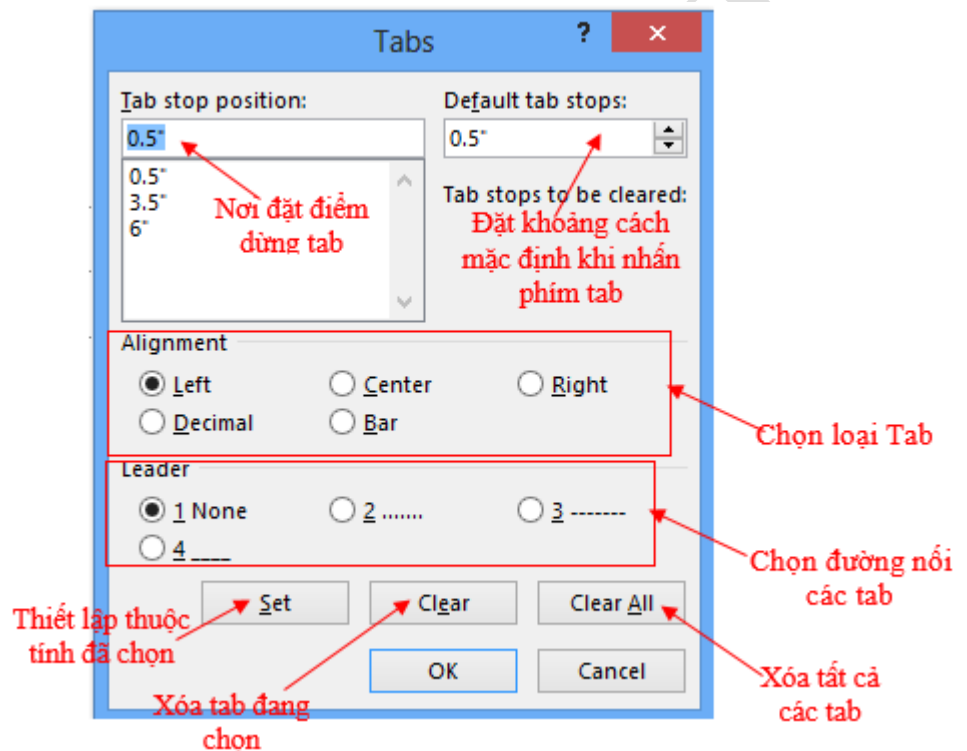 Tabs
?
×
Tab stop position:
Default tab stops:
0.5"
0.5"
0.5"
3.5"
6"
Nơi đặt điểm
dừng tab
Tab stops to be cleared:
Đặt khoảng cách
mặc định khi nhấn
phím tab
Alignment
Left
Center
Right
Decimal
Bar
Chọn loại Tab
Leader
1 None
2 .......
3 -------
4 ____
Chọn đường nối
các tab
Set
Clear
Clear All
Thiết lập thuộc
tính đã chọn
OK
Cancel
Xóa tab đang
chon
Xóa tất cả
các tab